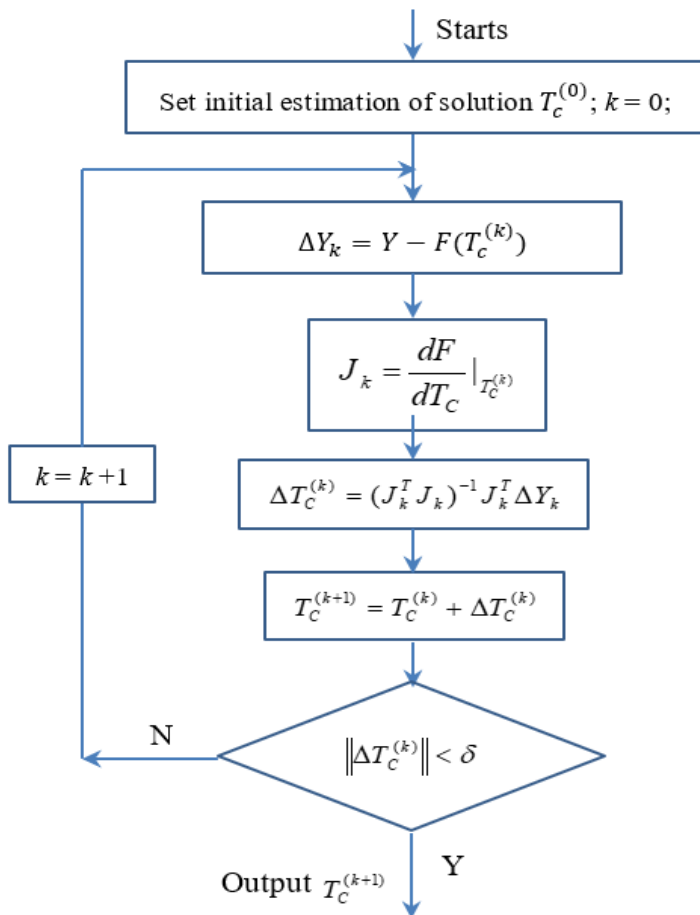 Starts
Set initial estimation of solution T_c^{(0)}; k = 0;
ΔY_k = Y − F(T_c^{(k)})
J_k = \frac{dF}{dT_C} |_{T_C^{(k)}}
k = k +1
ΔT_C^{(k)} = (J_k^T J_k)^{-1} J_k^T ΔY_k
T_C^{(k+1)} = T_C^{(k)} + ΔT_C^{(k)}
N
‖ΔT_C^{(k)}‖ < δ
Y
Output T_C^{(k+1)}